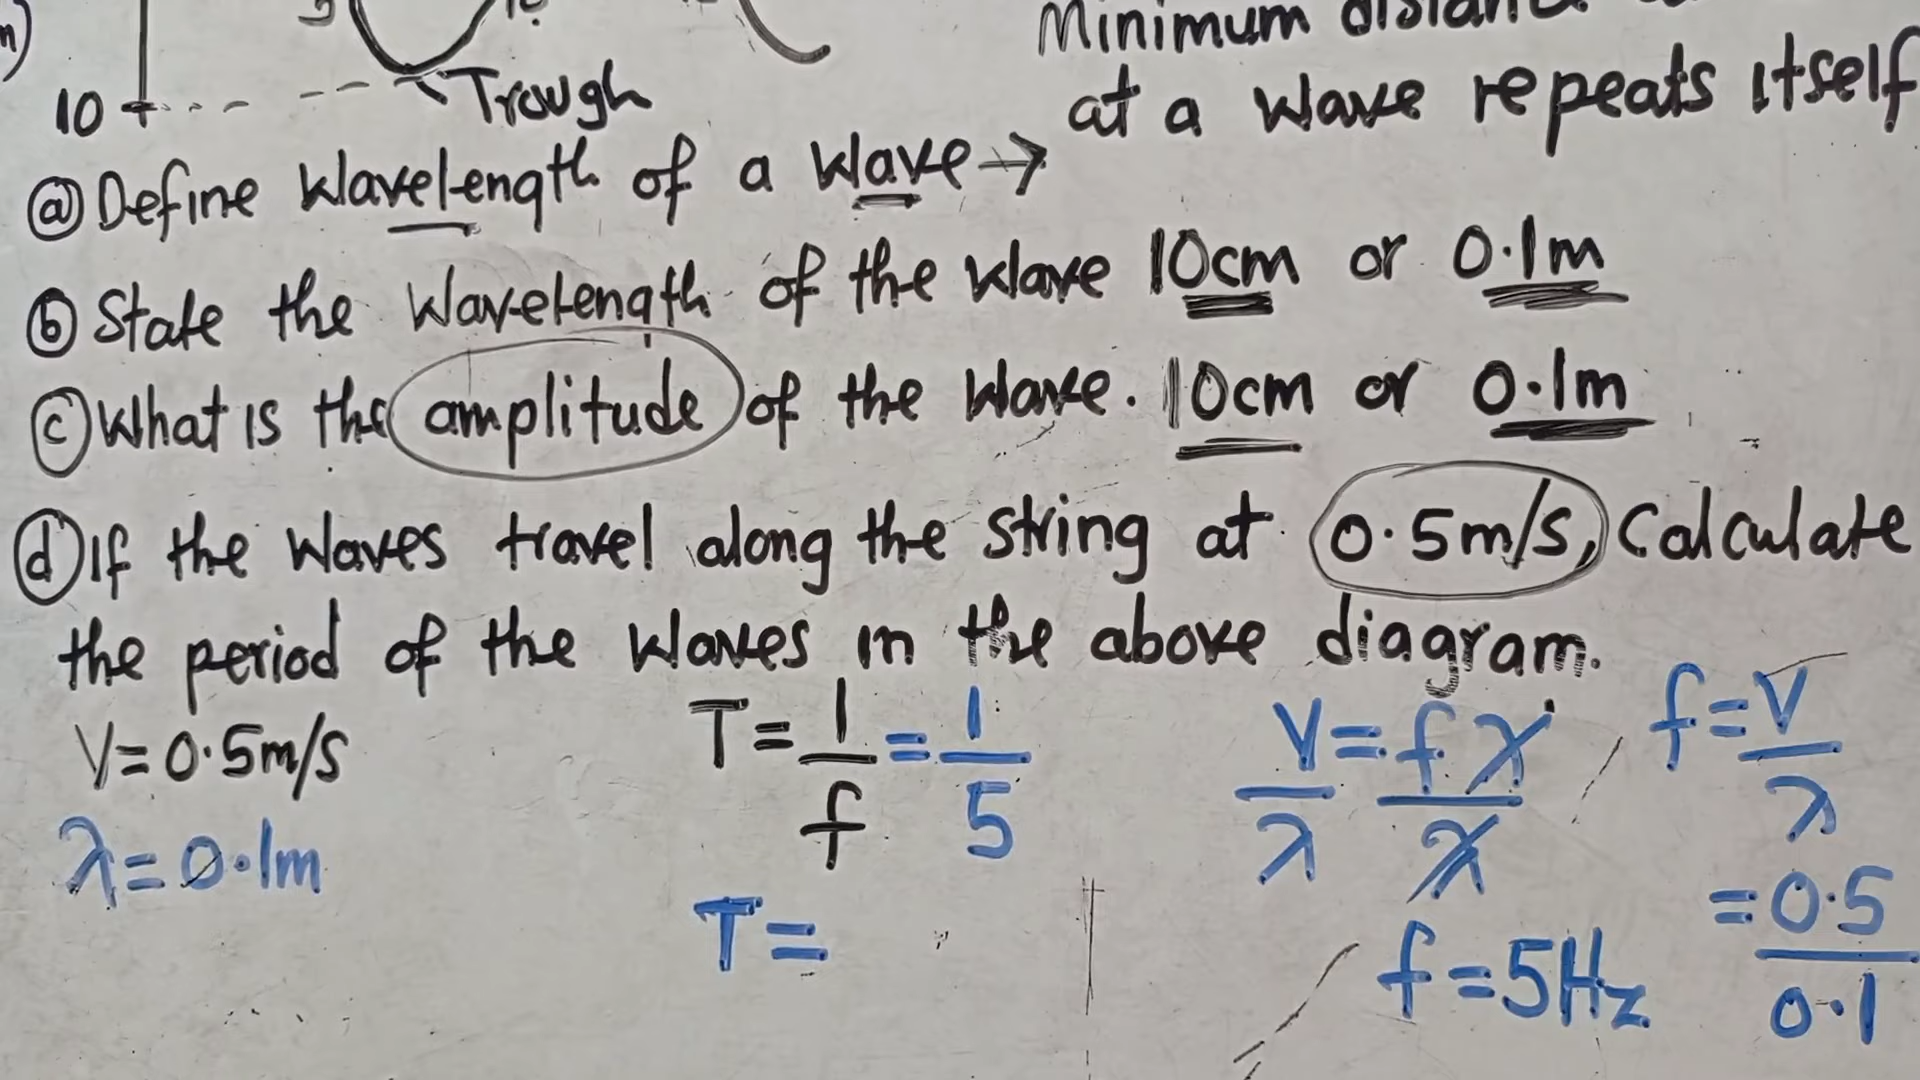 Minimum
10 Trough
at a wave repeats itself
ⓐ Define wavelength of a wave →
ⓑ State the wavelength of the wave 10cm or 0.1m
ⓒ What is the amplitude of the wave. 10cm or 0.1m
ⓓ If the waves travel along the string at 0.5m/s, Calculate
the period of the waves in the above diagram.
V=0.5m/s
λ=0.1m
T=1/f=1/5
T=
V/λ=fλ/λ
f=5Hz
f=V/λ
=0.5/0.1